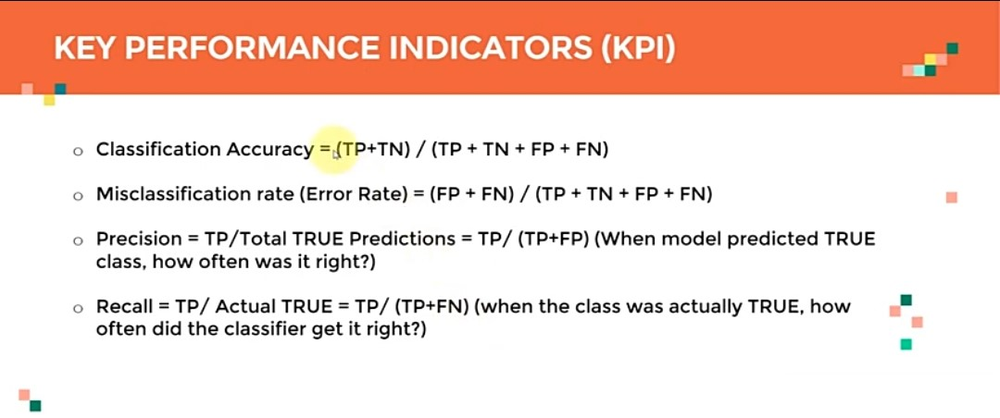 KEY PERFORMANCE INDICATORS (KPI)
o Classification Accuracy = (TP+TN) / (TP + TN + FP + FN)
o Misclassification rate (Error Rate) = (FP + FN) / (TP + TN + FP + FN)
o Precision = TP/Total TRUE Predictions = TP/ (TP+FP) (When model predicted TRUE
class, how often was it right?)
o Recall = TP/ Actual TRUE = TP/ (TP+FN) (when the class was actually TRUE, how
often did the classifier get it right?)